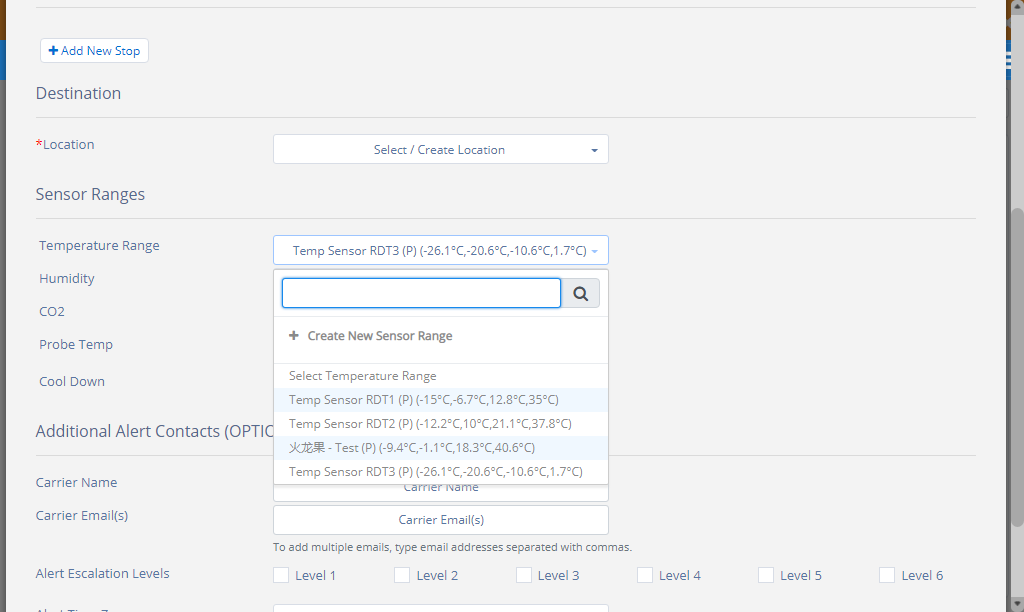 Add New Stop
Destination
*Location
Select / Create Location
Sensor Ranges
Temperature Range
Temp Sensor RDT3 (P) (-26.1°C,-20.6°C,-10.6°C,1.7°C)
Humidity
CO2
Create New Sensor Range
Probe Temp
Select Temperature Range
Cool Down
Temp Sensor RDT1 (P) (-15°C,-6.7°C,12.8°C,35°C)
Temp Sensor RDT2 (P) (-12.2°C,10°C,21.1°C,37.8°C)
Additional Alert Contacts (OPTIO
火龙果 - Test (P) (-9.4°C,-1.1°C,18.3°C,40.6°C)
Temp Sensor RDT3 (P) (-26.1°C,-20.6°C,-10.6°C,1.7°C)
Carrier Name
Carrier Name
Carrier Email(s)
Carrier Email(s)
To add multiple emails, type email addresses separated with commas.
Alert Escalation Levels
Level 1
Level 2
Level 3
Level 4
Level 5
Level 6